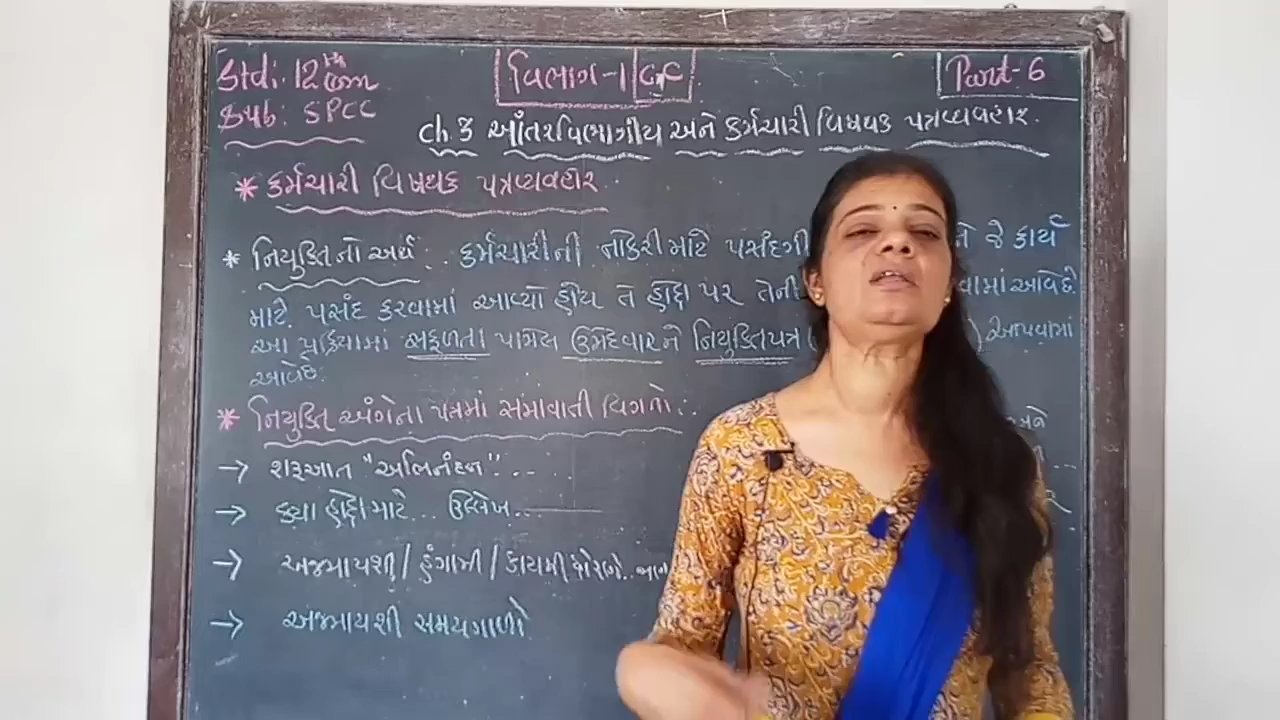 Std: 12th Com
વિભાગ-1
Part-6
Sub: SPCC
Ch. 3 આંતરવિભાગીય અને કર્મચારી વિષયક પત્રવ્યવહાર.
* કર્મચારી વિષયક પત્રવ્યવહાર
* નિયુક્તિનો અર્થ : કર્મચારીની નોકરી માટે પસંદગી જે કાર્ય
માટે પસંદ કરવામાં આવ્યો હોય તે હોદ્દા પર તેની વામાં આવેછે.
આ પ્રક્રિયામાં સફળતા પામેલ ઉમેદવારને નિયુક્તિપત્ર ( ) આપવામાં
આવેછે.
* નિયુક્તિ અંગેના પત્રમાં સમાવાતી વિગતો :
→ શરૂઆત "અભિનંદન" ...
→ કયા હોદ્દા માટે... ઉલ્લેખ...
→ અજમાયશી / હંગામી / કાયમી ધોરણે..
→ અજમાયશી સમયગાળો